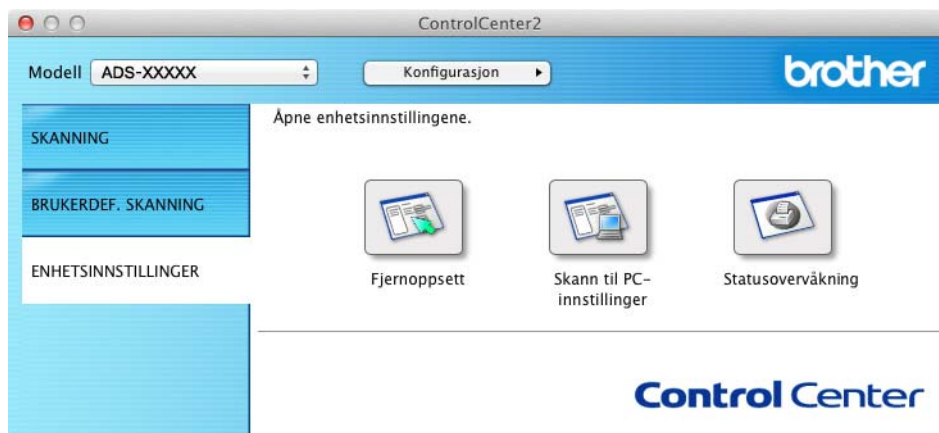 ControlCenter2
Modell ADS-XXXXX Konfigurasjon brother
SKANNING
BRUKERDEF. SKANNING
ENHETSINNSTILLINGER
Åpne enhetsinnstillingene.
Fjernoppsett
Skann til PC-
innstillinger
Statusovervåkning
Control Center